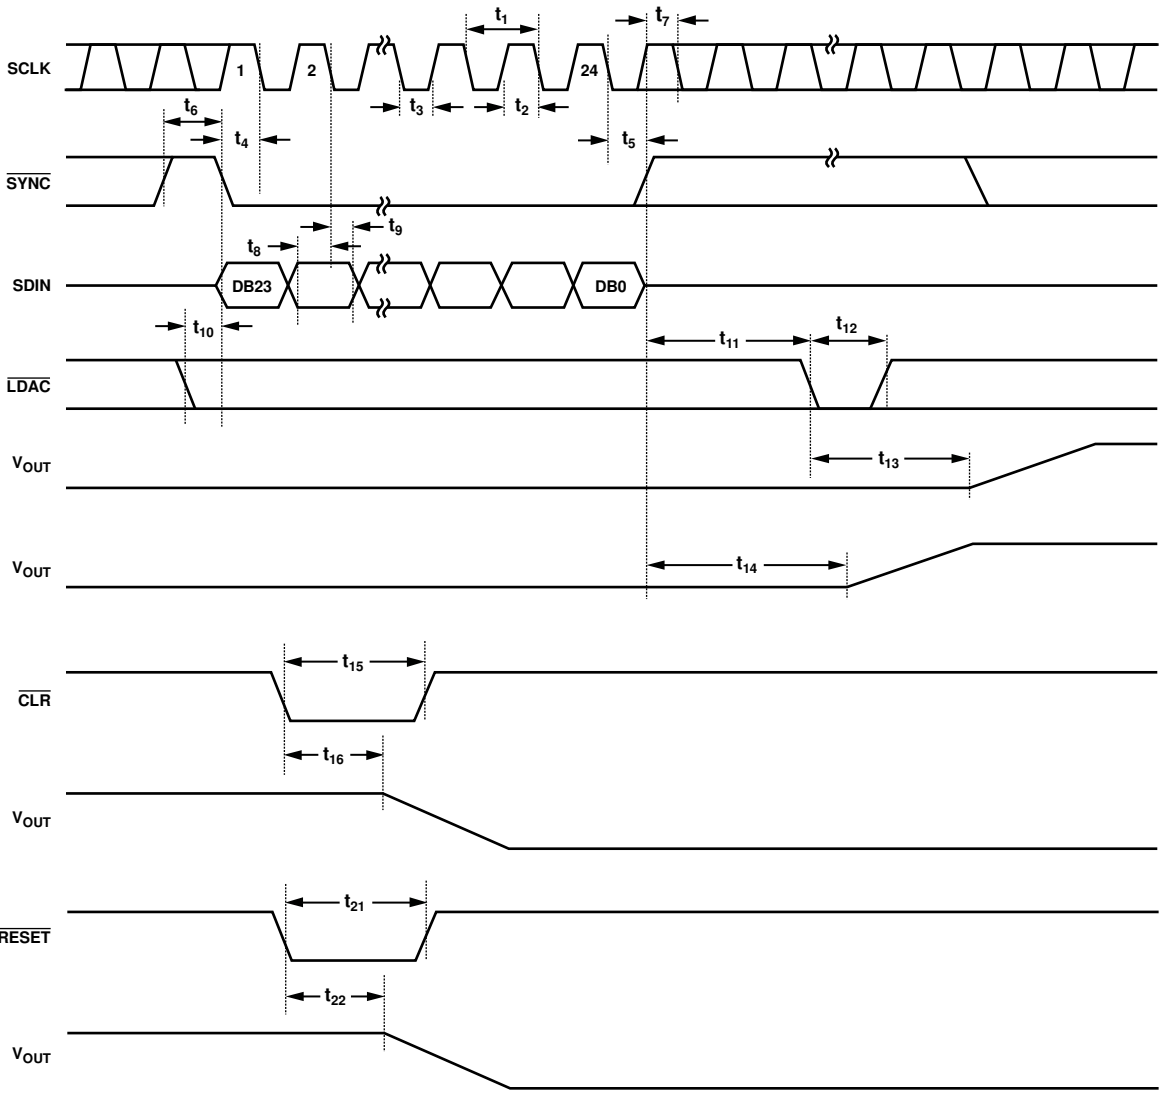 t1
t7
SCLK
1
2
24
t3
t2
t6
t4
t5
SYNC
t9
t8
SDIN
DB23
DB0
t10
t11
t12
LDAC
VOUT
t13
VOUT
t14
t15
CLR
t16
VOUT
t21
RESET
t22
VOUT